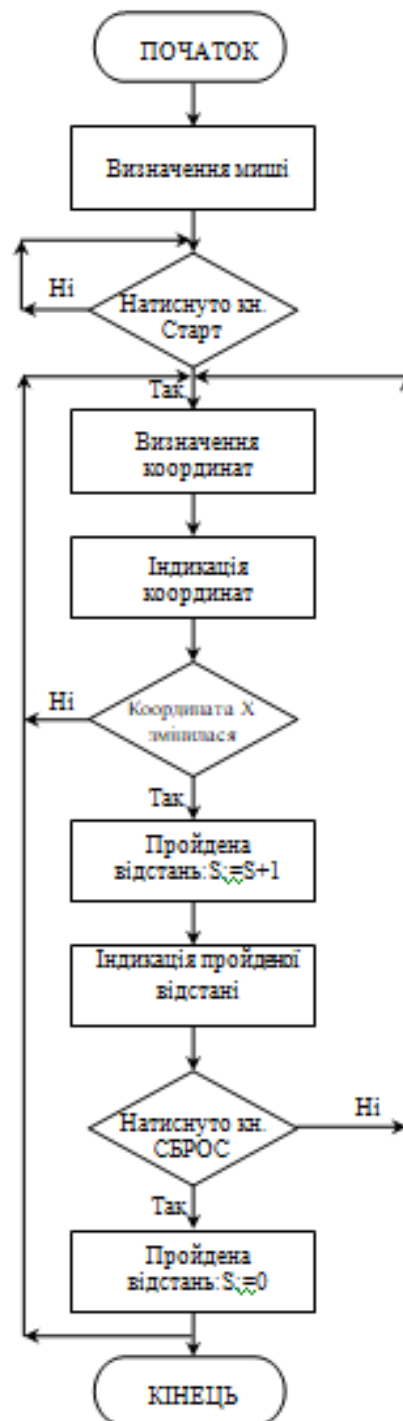 ПОЧАТОК
Визначення миші
Ні
Натиснуто кн.
Старт
Так
Визначення
координат
Індикація
координат
Ні
Координата X
змінилася
Так
Пройдена
відстань:S:=S+1
Індикація пройденої
відстані
Ні
Натиснуто кн.
СБРОС
Так
Пройдена
відстань:S:=0
КІНЕЦЬ